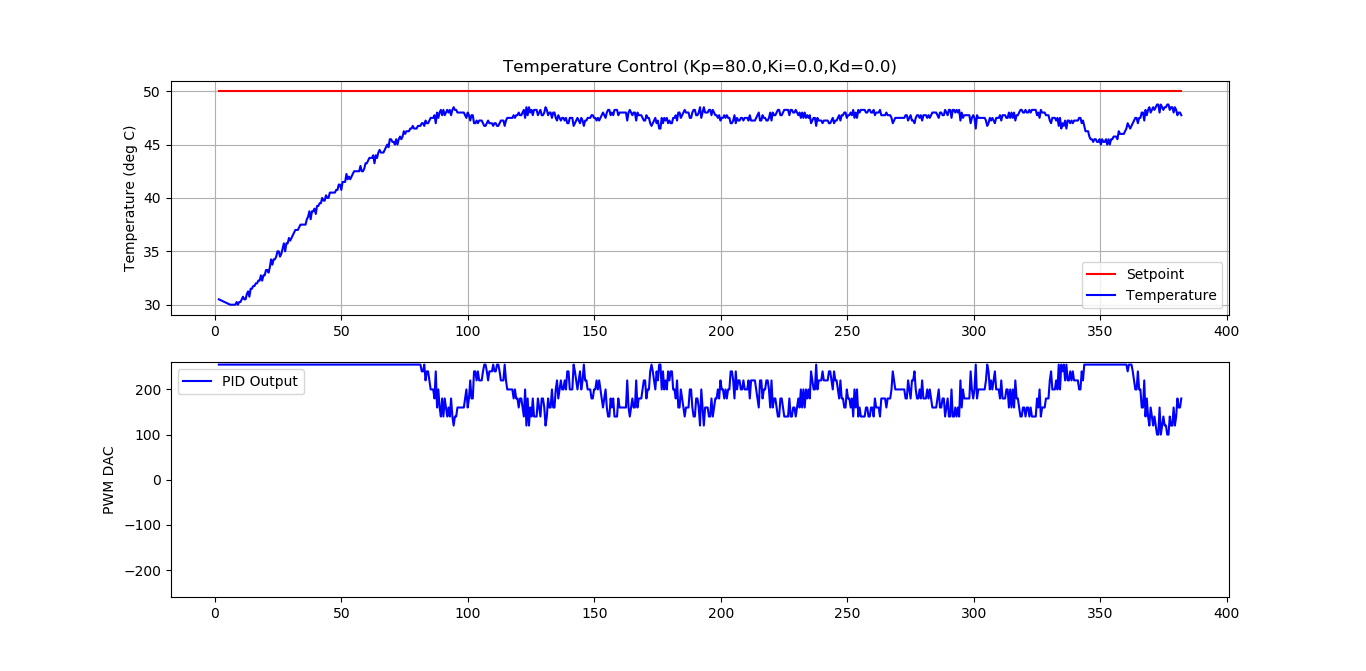 Temperature Control (Kp=80.0,Ki=0.0,Kd=0.0)
Temperature (deg C)
50
45
40
35
30
Setpoint
Temperature
0 50 100 150 200 250 300 350 400
PWM DAC
200
100
0
−100
−200
PID Output
0 50 100 150 200 250 300 350 400